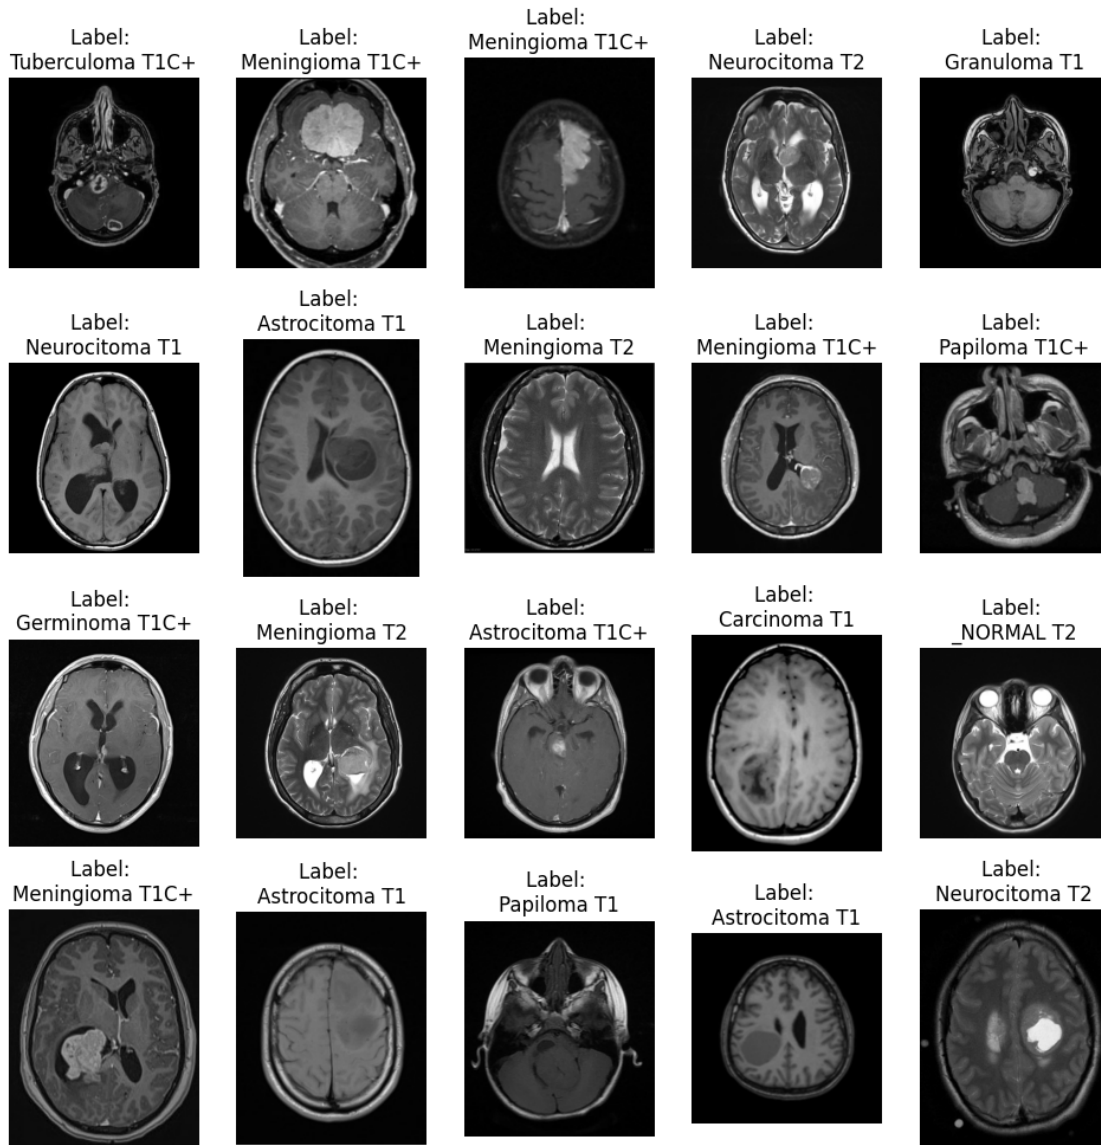 Label:
Tuberculoma T1C+
Label:
Meningioma T1C+
Label:
Meningioma T1C+
Label:
Neurocitoma T2
Label:
Granuloma T1
Label:
Neurocitoma T1
Label:
Astrocitoma T1
Label:
Meningioma T2
Label:
Meningioma T1C+
Label:
Papiloma T1C+
Label:
Germinoma T1C+
Label:
Meningioma T2
Label:
Astrocitoma T1C+
Label:
Carcinoma T1
Label:
_NORMAL T2
Label:
Meningioma T1C+
Label:
Astrocitoma T1
Label:
Papiloma T1
Label:
Astrocitoma T1
Label:
Neurocitoma T2